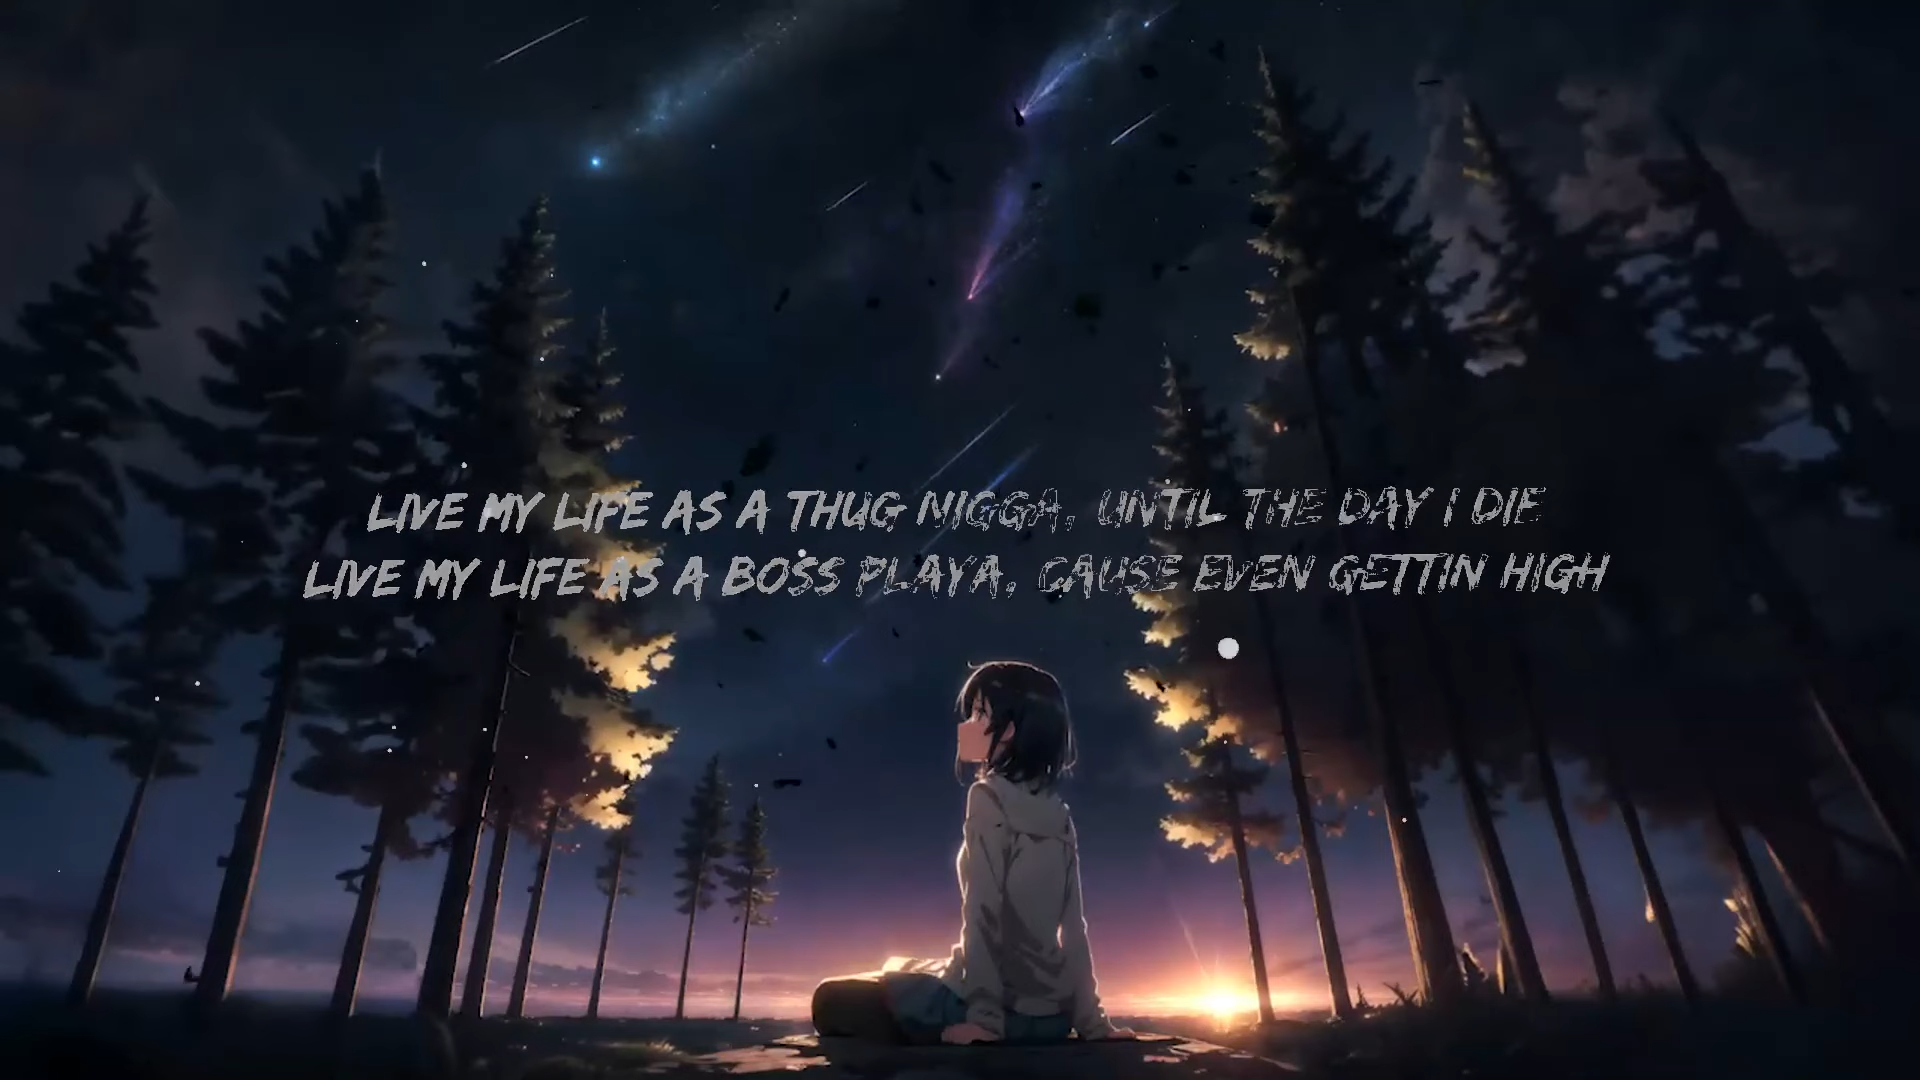 LIVE MY LIFE AS A THUG NIGGA, UNTIL THE DAY I DIE
LIVE MY LIFE AS A BOSS PLAYA, CAUSE EVEN GETTIN HIGH